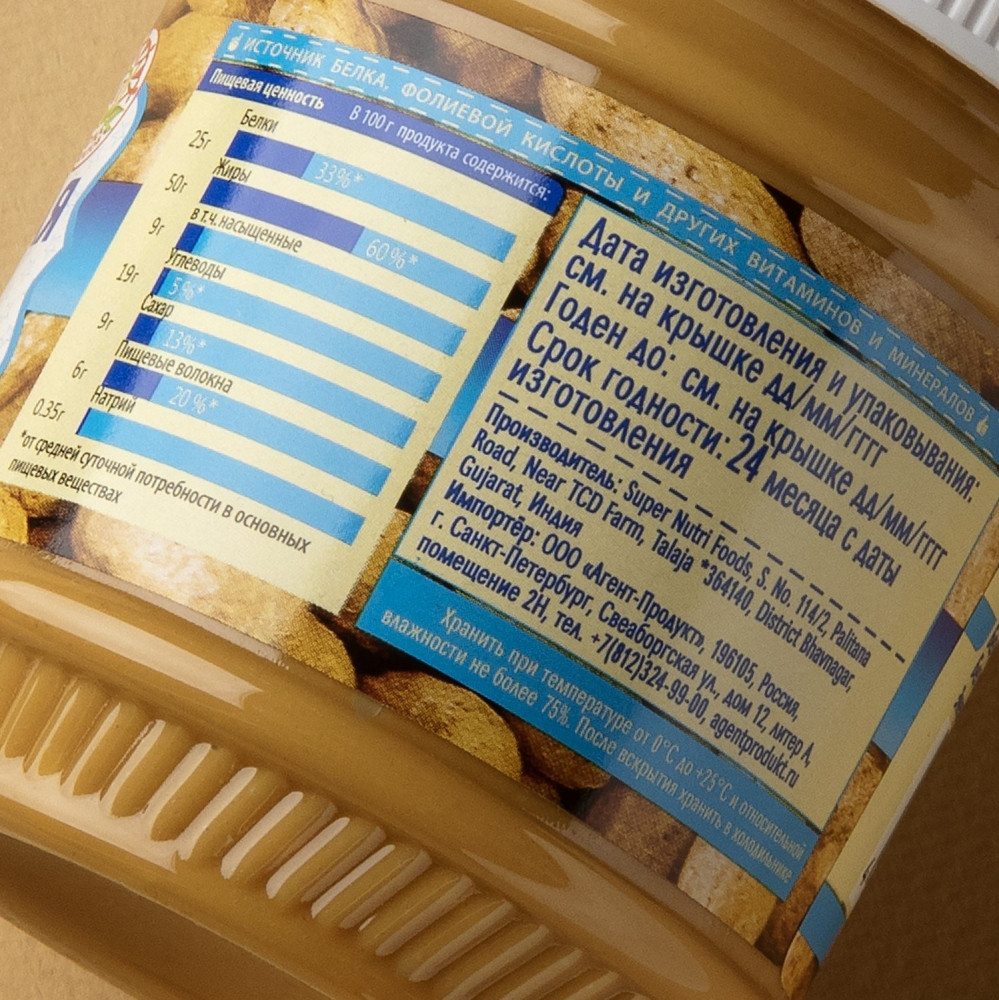 ИСТОЧНИК БЕЛКА, ФОЛИЕВОЙ КИСЛОТЫ И ДРУГИХ ВИТАМИНОВ И МИНЕРАЛОВ
Пищевая ценность В 100 г продукта содержится:
Белки
25г 33%*
Жиры
50г 60%*
в т.ч. насыщенные
9г
Углеводы
19г 5%*
Сахар
9г 13%*
Пищевые волокна
6г 20%*
Натрий
0.35г
*от средней суточной потребности в основных
пищевых веществах
Дата изготовления и упаковывания:
см. на крышке дд/мм/гггг
Годен до: см. на крышке дд/мм/гггг
Срок годности: 24 месяца с даты
изготовления
Производитель: Super Nutri Foods, S. No. 114/2, Palitana
Road, Near TCD Farm, Talaja *364140, District Bhavnagar,
Gujarat, Индия
Импортёр: ООО «Агент-Продукт», 196105, Россия,
г. Санкт-Петербург, Свеаборгская ул., дом 12, литер А,
помещение 2Н, тел. +7(812)324-99-00, agentprodukt.ru
Хранить при температуре от 0°С до +25°С и относительной
влажности не более 75%. После вскрытия хранить в холодильнике